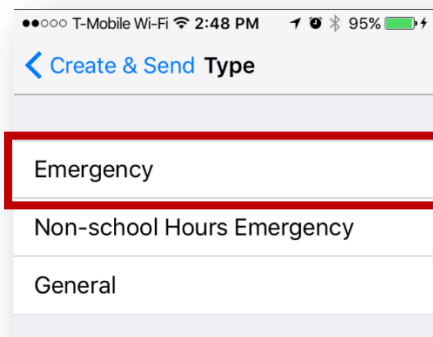 ●●○○○ T-Mobile Wi-Fi 2:48 PM 95%
Create & Send Type
Emergency
Non-school Hours Emergency
General